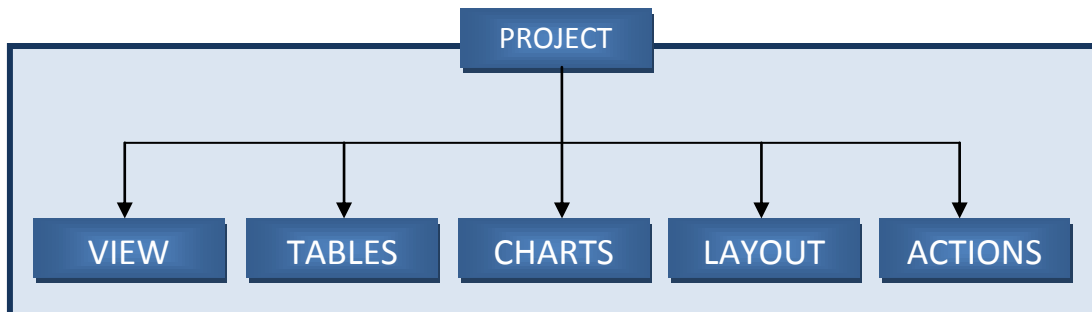 PROJECT
VIEW
TABLES
CHARTS
LAYOUT
ACTIONS